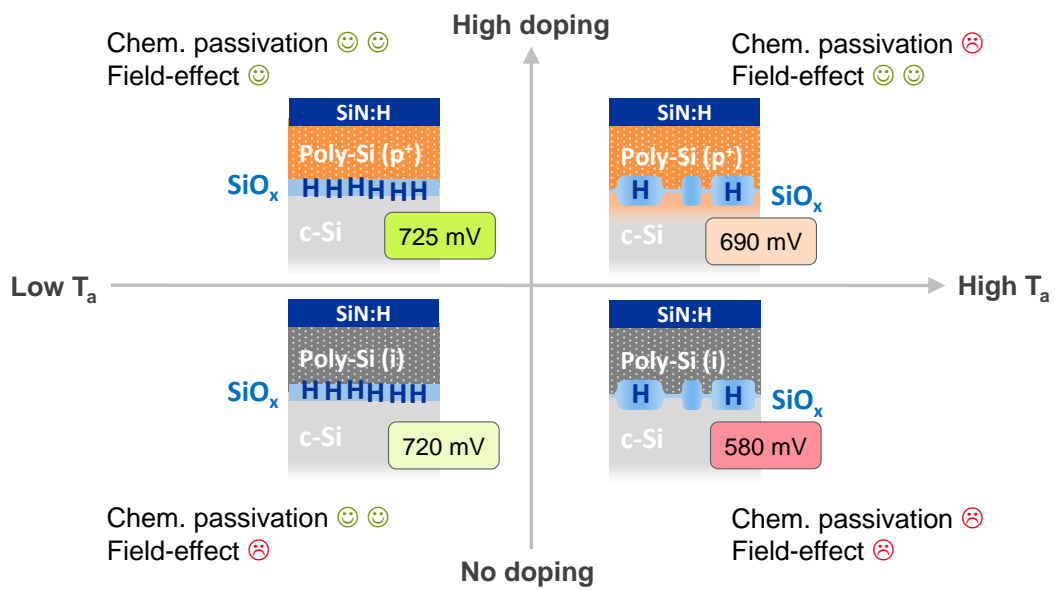 High doping
Chem. passivation ☺ ☺
Field-effect ☺
SiN:H
Poly-Si (p⁺)
SiOₓ
H H H H H H
c-Si
725 mV
Chem. passivation ☹
Field-effect ☺ ☺
SiN:H
Poly-Si (p⁺)
H H
SiOₓ
c-Si
690 mV
Low Tₐ
High Tₐ
SiN:H
Poly-Si (i)
SiOₓ
H H H H H H
c-Si
720 mV
Chem. passivation ☺ ☺
Field-effect ☹
SiN:H
Poly-Si (i)
H H
SiOₓ
c-Si
580 mV
Chem. passivation ☹
Field-effect ☹
No doping